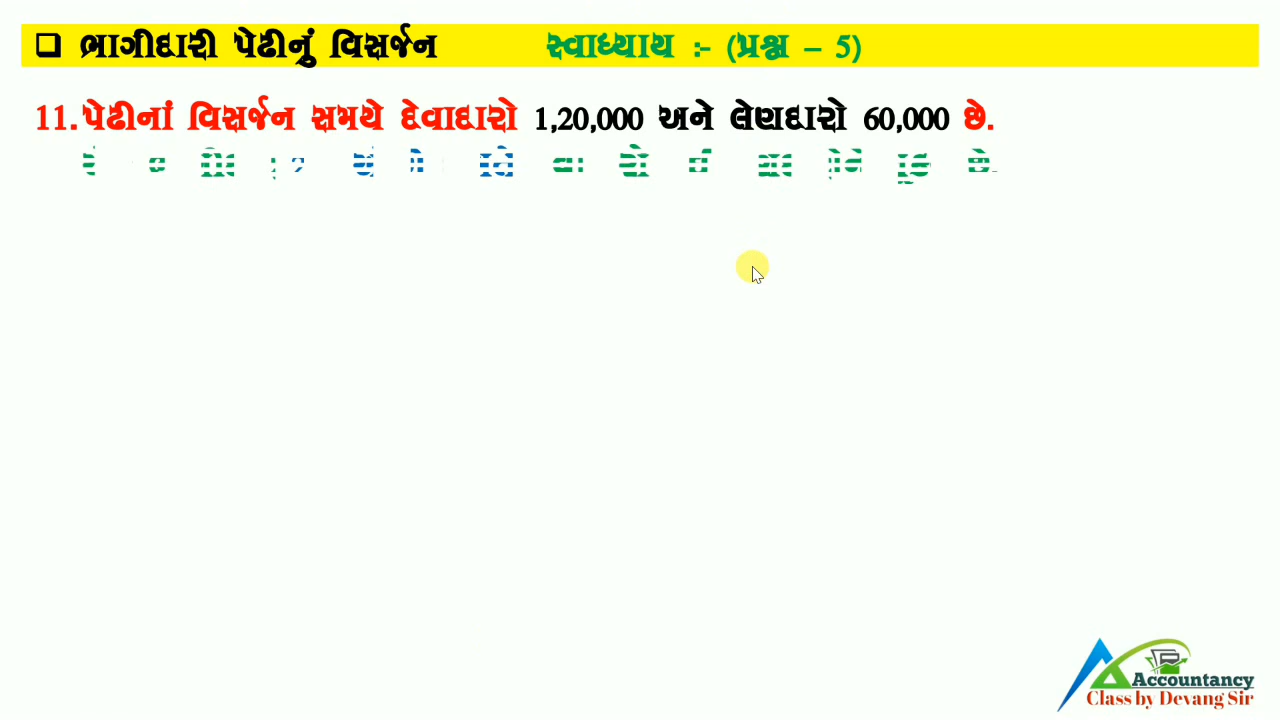 ❑ ભાગીદારી પેઢીનું વિસર્જન સ્વાધ્યાય :- (પ્રશ્ન – 5)
11. પેઢીનાં વિસર્જન સમયે દેવાદારો 1,20,000 અને લેણદારો 60,000 છે.
Accountancy
Class by Devang Sir